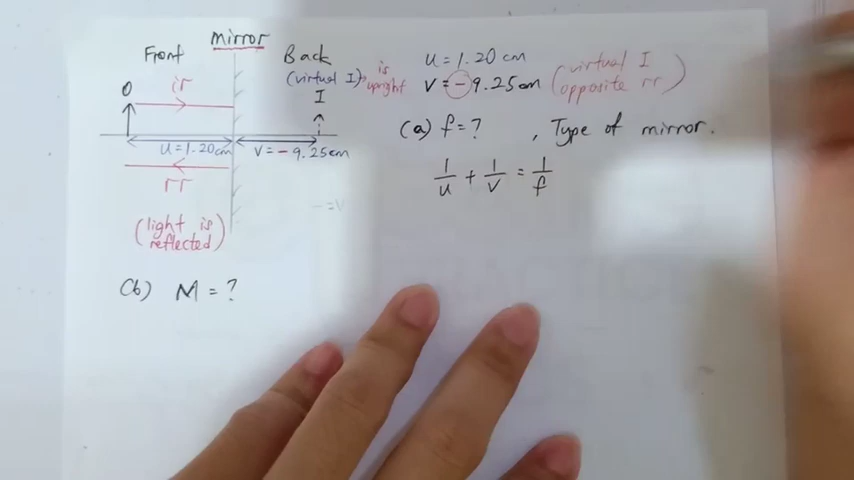 Front mirror Back
(virtual I) → is upright
O
ir
I
u = 1.20 cm
v = - 9.25 cm
rr
(light is reflected)
(b) M = ?
u = 1.20 cm
v = - 9.25 cm (virtual I opposite rr)
(a) f = ? , Type of mirror.
1/u + 1/v = 1/f